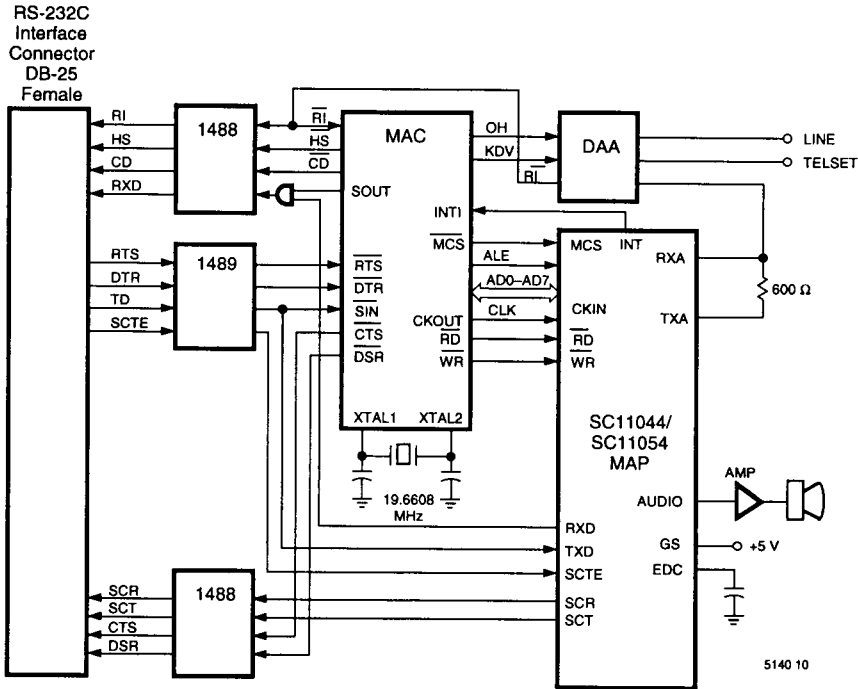 RS-232C
Interface
Connector
DB-25
Female
RI
HS
CD
RXD
1488
RI
HS
CD
SOUT
MAC
OH
KDV
DAA
RI
LINE
TELSET
INTI
MCS
ALE
AD0–AD7
CKOUT
CLK
RD
WR
RTS
DTR
TD
SCTE
1489
RTS
DTR
SIN
CTS
DSR
XTAL1
XTAL2
19.6608
MHz
MCS
INT
RXA
CKIN
TXA
RD
WR
600 Ω
SC11044/
SC11054
MAP
AMP
AUDIO
RXD
TXD
SCTE
SCR
SCT
GS
+5 V
EDC
SCR
SCT
CTS
DSR
1488
5140 10